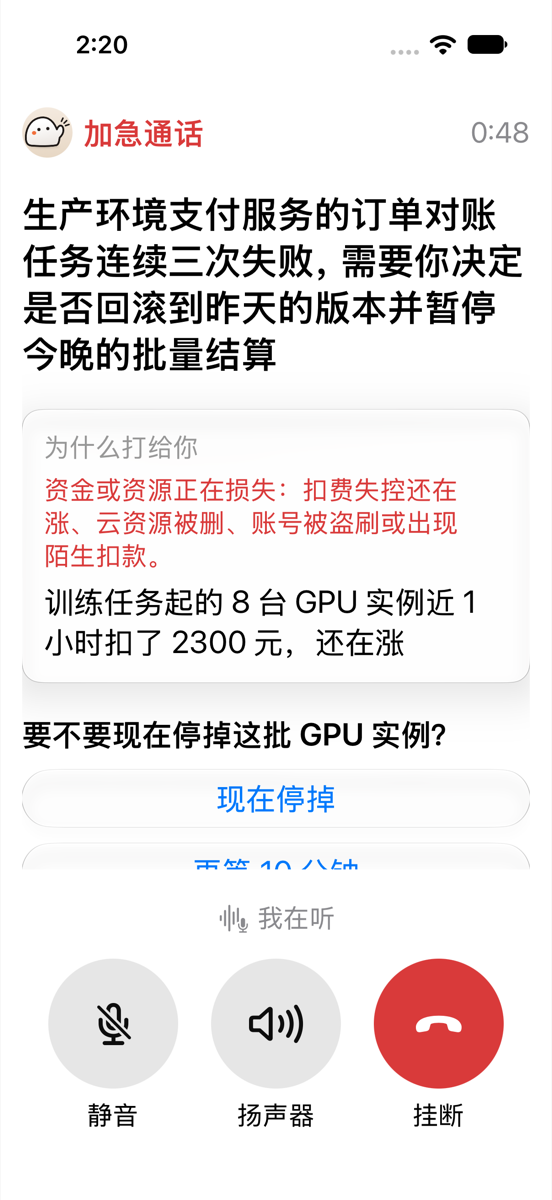 2:20
加急通话
0:48
生产环境支付服务的订单对账
任务连续三次失败，需要你决定
是否回滚到昨天的版本并暂停
今晚的批量结算
为什么打给你
资金或资源正在损失：扣费失控还在
涨、云资源被删、账号被盗刷或出现
陌生扣款。
训练任务起的 8 台 GPU 实例近 1
小时扣了 2300 元，还在涨
要不要现在停掉这批 GPU 实例?
现在停掉
再等 10 分钟
我在听
静音
扬声器
挂断